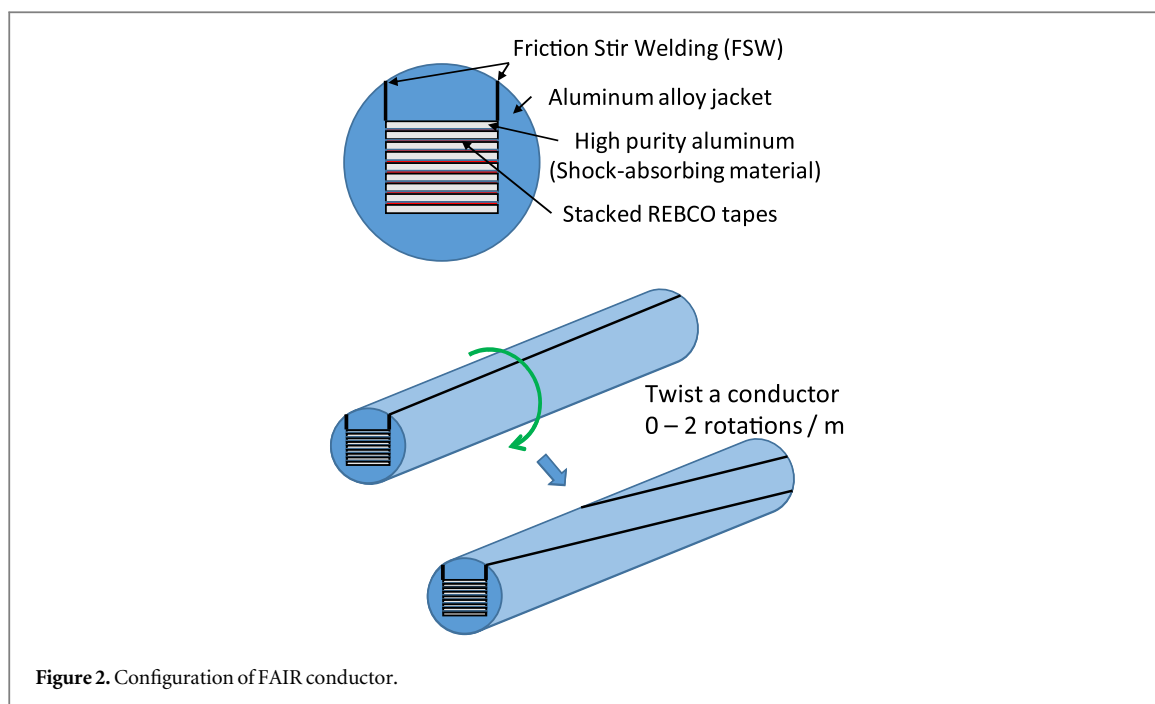 Friction Stir Welding (FSW)
Aluminum alloy jacket
High purity aluminum
(Shock-absorbing material)
Stacked REBCO tapes
Twist a conductor
0 – 2 rotations / m
Figure 2. Configuration of FAIR conductor.